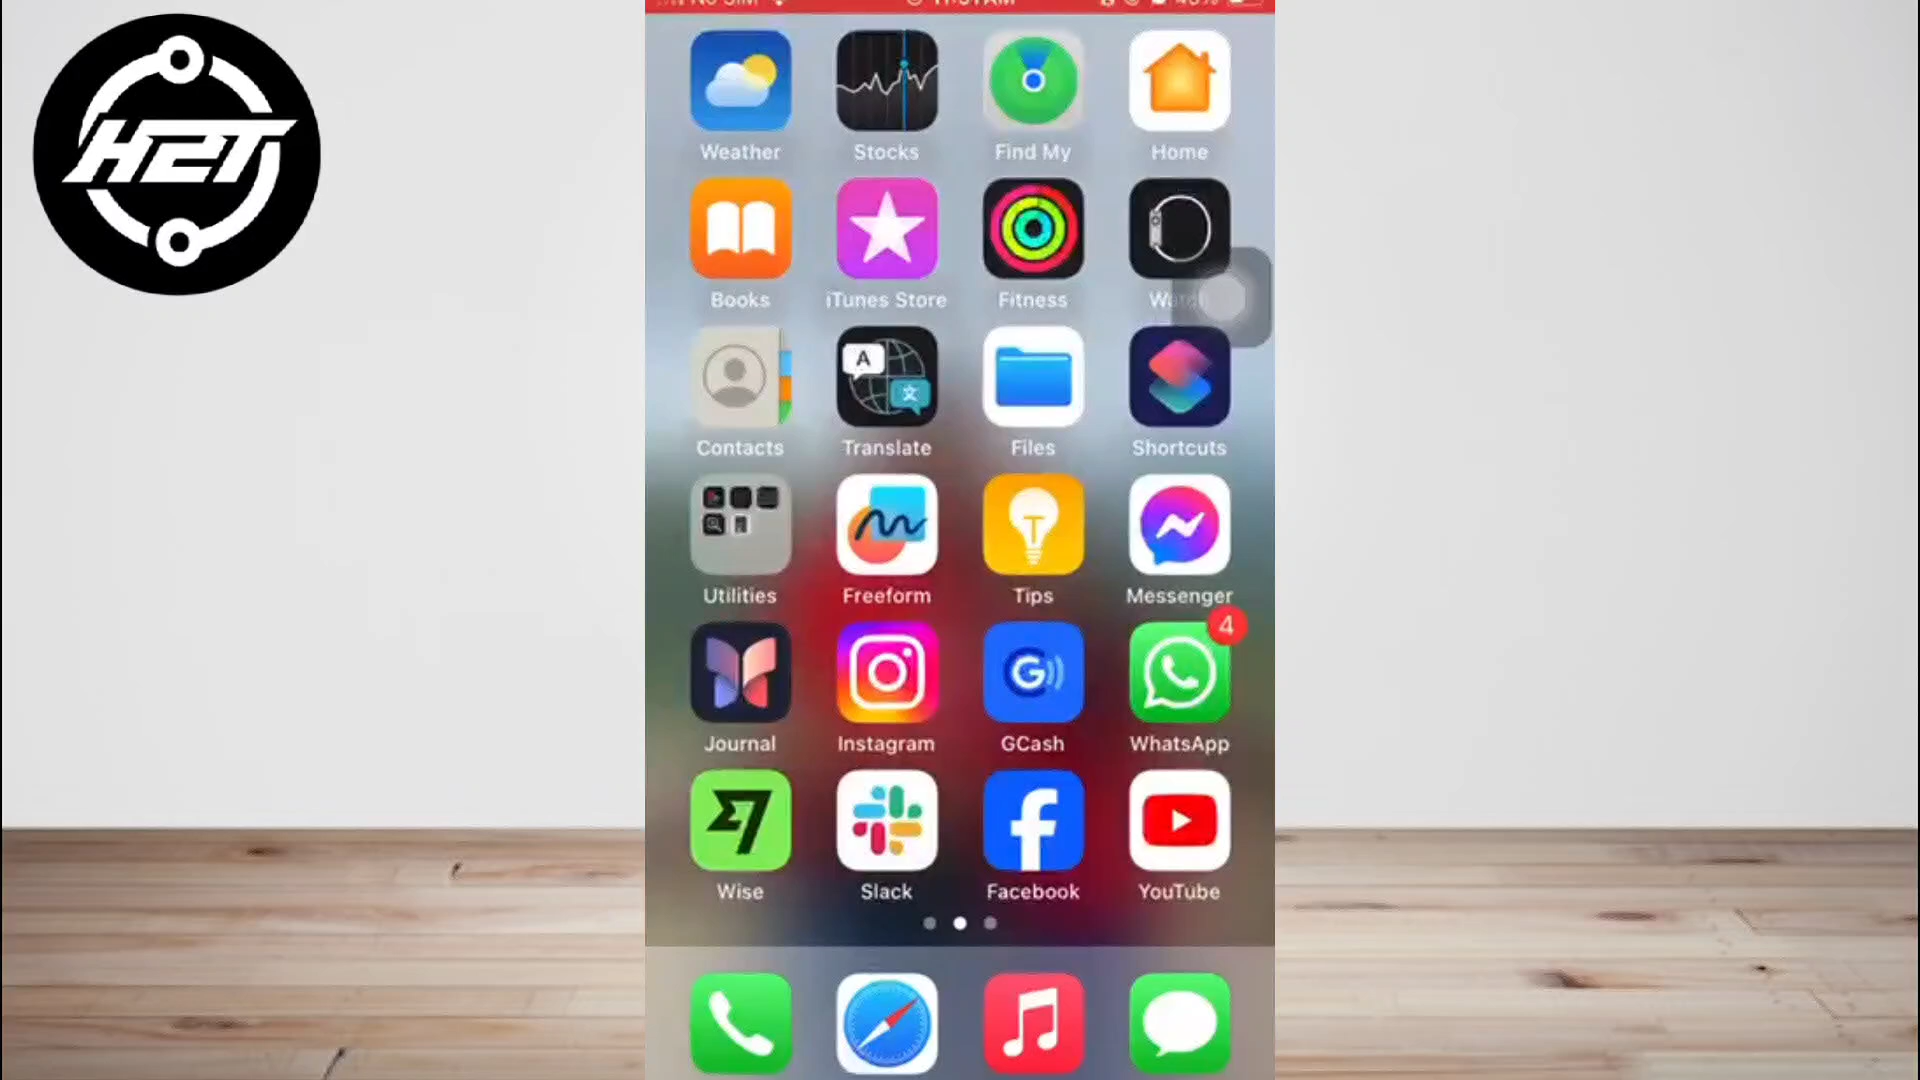 H2T
Weather Stocks Find My Home
Books iTunes Store Fitness
Contacts Translate Files Shortcuts
Utilities Freeform Tips Messenger
4
Journal Instagram GCash WhatsApp
Wise Slack Facebook YouTube